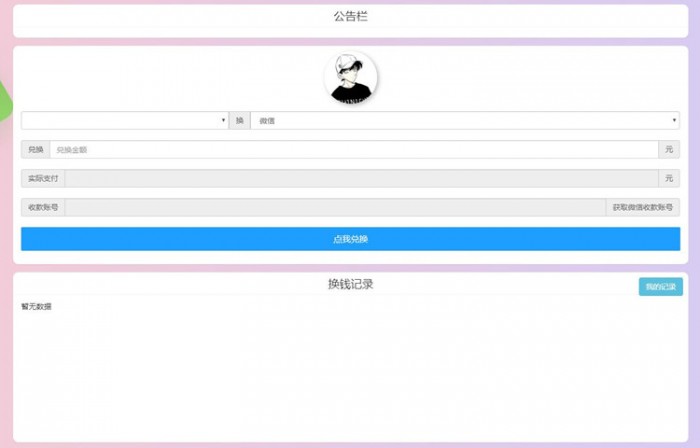 公告栏
换 微信
兑换 兑换金额 元
实际支付 元
收款账号 获取微信收款账号
点我兑换
换钱记录 我的记录
暂无数据